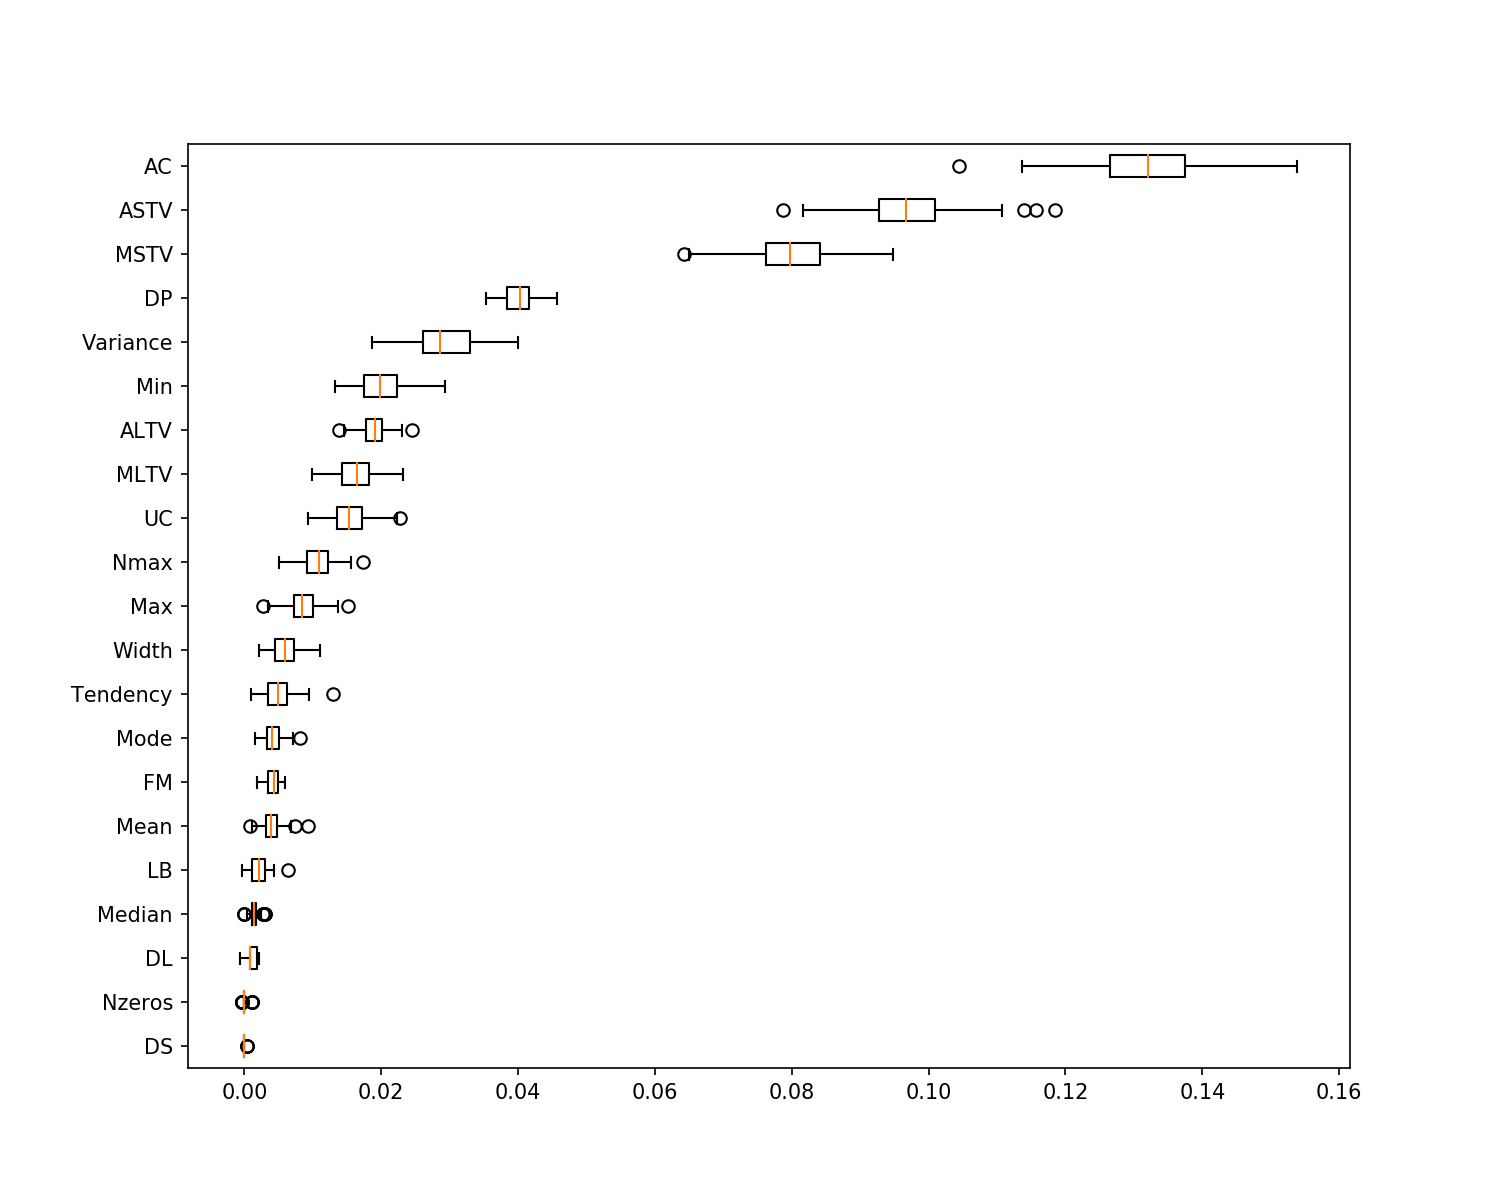 AC
ASTV
MSTV
DP
Variance
Min
ALTV
MLTV
UC
Nmax
Max
Width
Tendency
Mode
FM
Mean
LB
Median
DL
Nzeros
DS
0.00 0.02 0.04 0.06 0.08 0.10 0.12 0.14 0.16